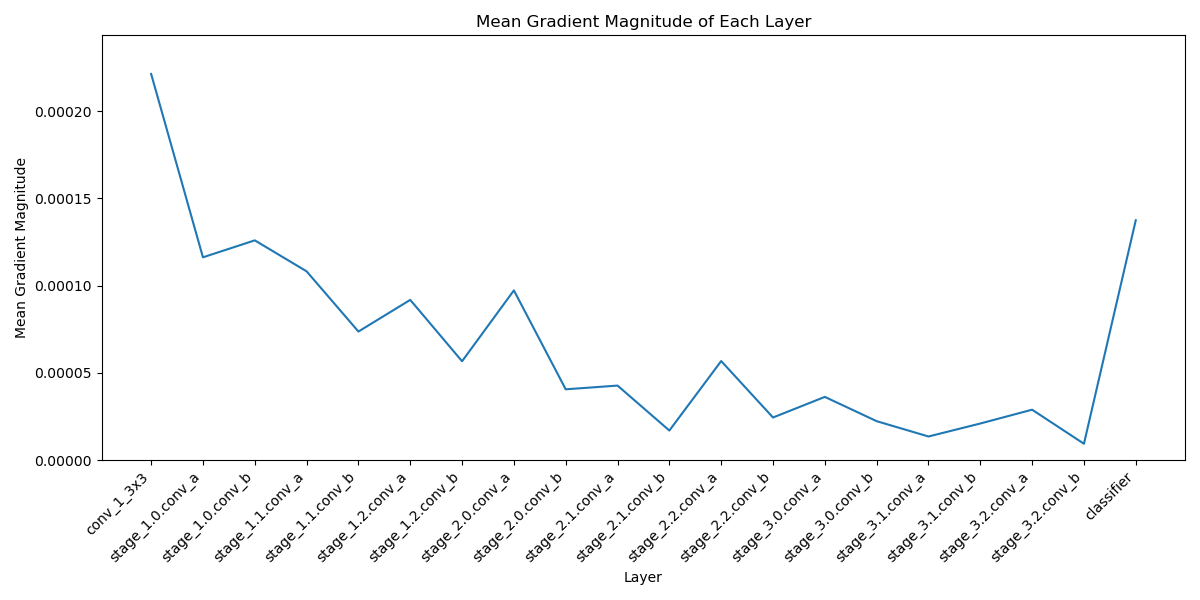 Mean Gradient Magnitude of Each Layer
Mean Gradient Magnitude
0.00020
0.00015
0.00010
0.00005
0.00000
conv_1_3x3
stage_1.0.conv_a
stage_1.0.conv_b
stage_1.1.conv_a
stage_1.1.conv_b
stage_1.2.conv_a
stage_1.2.conv_b
stage_2.0.conv_a
stage_2.0.conv_b
stage_2.1.conv_a
stage_2.1.conv_b
stage_2.2.conv_a
stage_2.2.conv_b
stage_3.0.conv_a
stage_3.0.conv_b
stage_3.1.conv_a
stage_3.1.conv_b
stage_3.2.conv_a
stage_3.2.conv_b
classifier
Layer